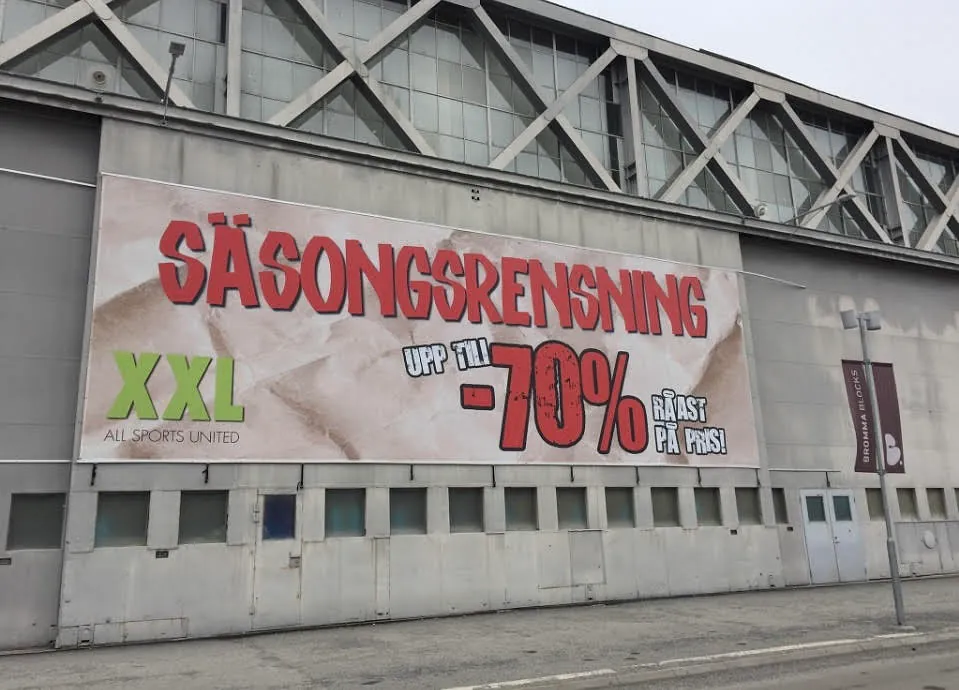 SÄSONGSRENSNING
UPP TILL
-70%
RÅAST
PÅ PRIS!
XXL
ALL SPORTS UNITED
BROMMA BLOCKS